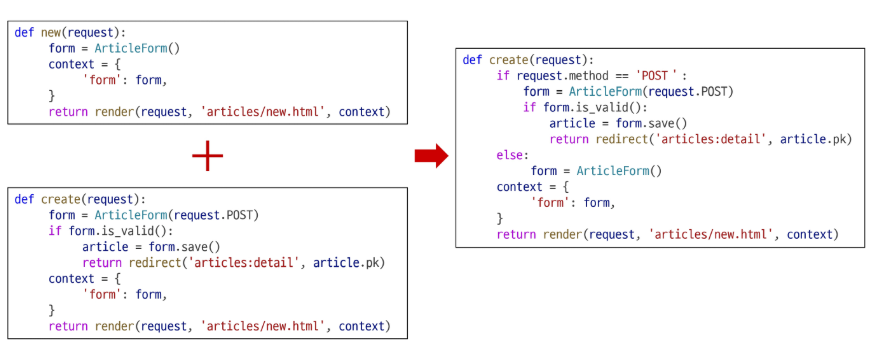 def new(request):
    form = ArticleForm()
    context = {
        'form': form,
    }
    return render(request, 'articles/new.html', context)
+
def create(request):
    form = ArticleForm(request.POST)
    if form.is_valid():
        article = form.save()
        return redirect('articles:detail', article.pk)
    context = {
        'form': form,
    }
    return render(request, 'articles/new.html', context)
def create(request):
    if request.method == 'POST':
        form = ArticleForm(request.POST)
        if form.is_valid():
            article = form.save()
            return redirect('articles:detail', article.pk)
    else:
        form = ArticleForm()
    context = {
        'form': form,
    }
    return render(request, 'articles/new.html', context)